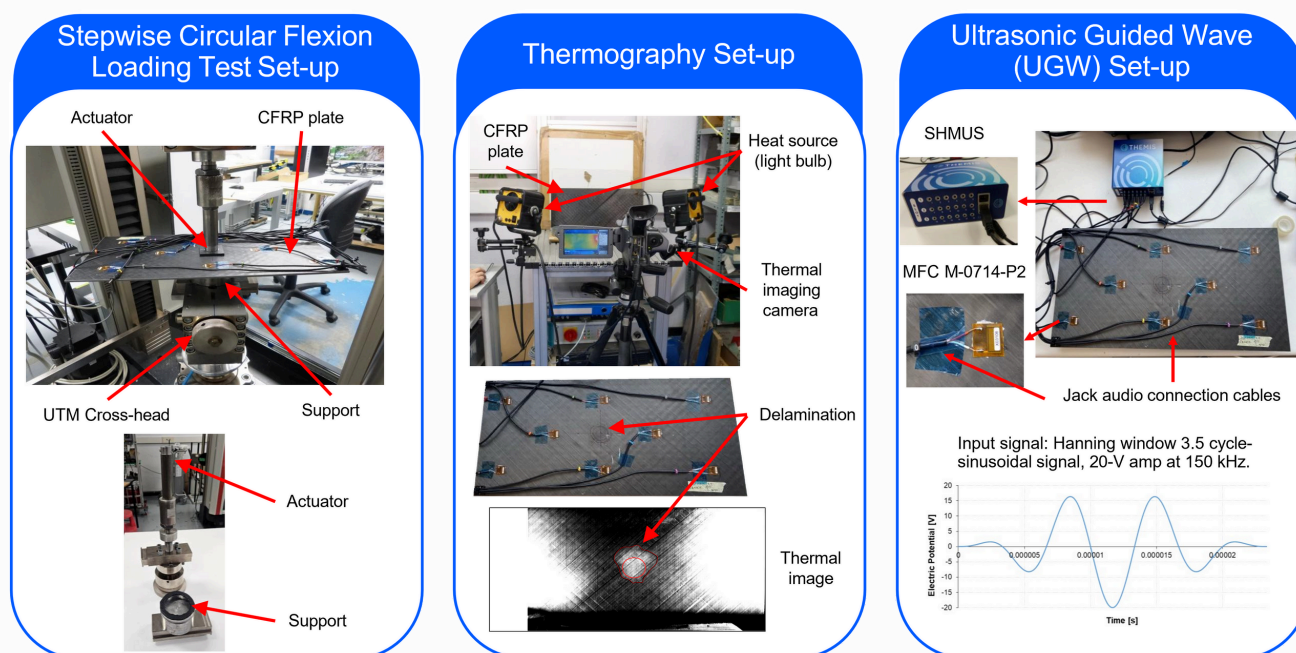 Stepwise Circular Flexion
Loading Test Set-up
Actuator
CFRP plate
UTM Cross-head
Support
Actuator
Support
Thermography Set-up
CFRP
plate
Heat source
(light bulb)
Thermal
imaging
camera
Delamination
Thermal
image
Ultrasonic Guided Wave
(UGW) Set-up
SHMUS
THEMIS
MFC M-0714-P2
Jack audio connection cables
Input signal: Hanning window 3.5 cycle-
sinusoidal signal, 20-V amp at 150 kHz.
Electric Potential [V]
20
15
10
5
0
-5
-10
-15
-20
0
0.000005
0.00001
0.000015
0.00002
Time [s]